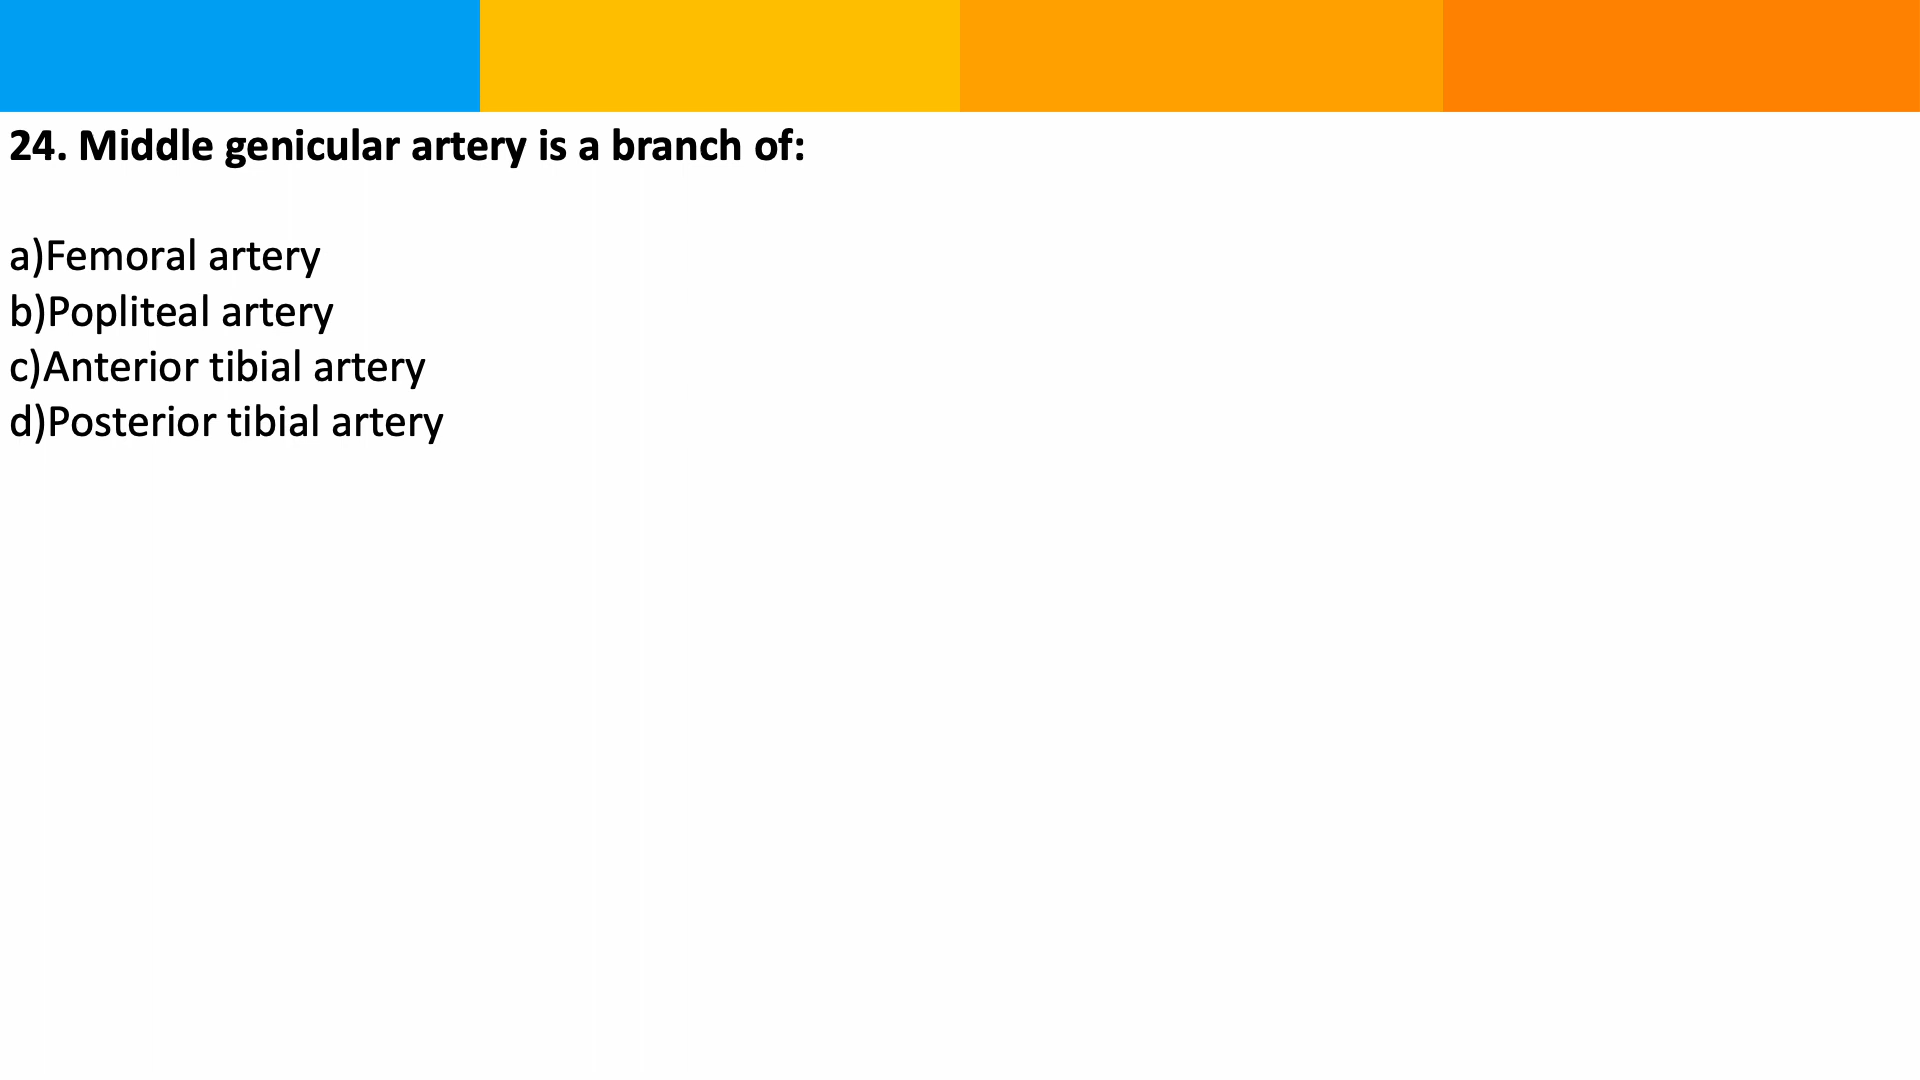 24. Middle genicular artery is a branch of:
a)Femoral artery
b)Popliteal artery
c)Anterior tibial artery
d)Posterior tibial artery